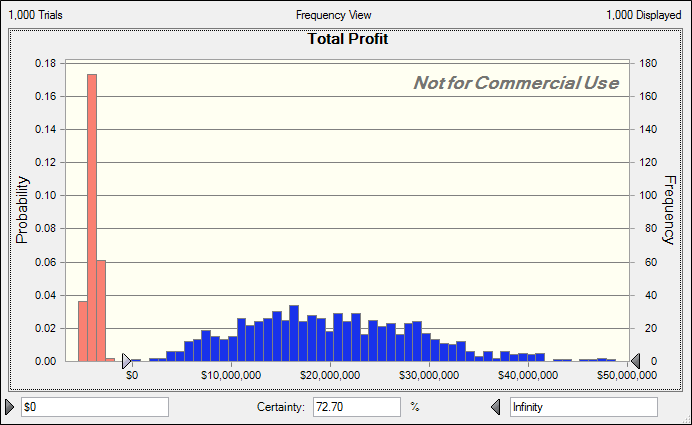 1,000 Trials Frequency View 1,000 Displayed
Total Profit
Not for Commercial Use
0.18 180
0.16 160
0.14 140
0.12 120
0.10 100
0.08 80
0.06 60
0.04 40
0.02 20
0.00 0
Probability
Frequency
$0 $10,000,000 $20,000,000 $30,000,000 $40,000,000 $50,000,000
$0 Certainty: 72.70 % Infinity